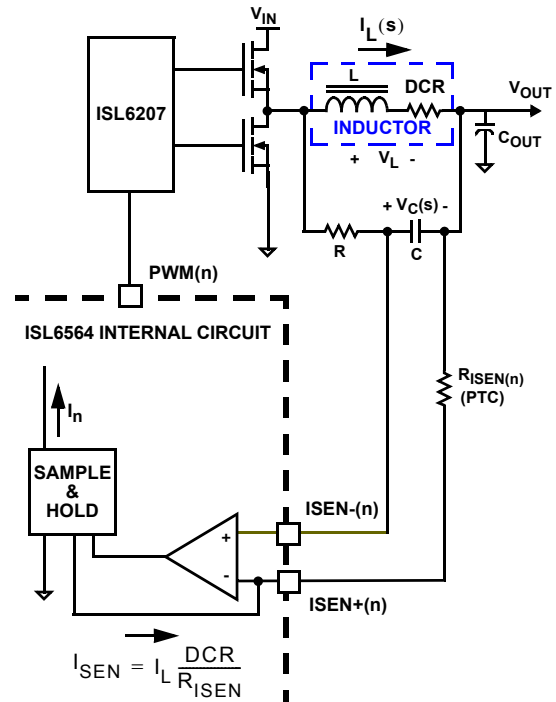 V_IN
I_L(s)
L
DCR
V_OUT
ISL6207
INDUCTOR
C_OUT
+ V_L -
+ V_C(s) -
R
C
PWM(n)
ISL6564 INTERNAL CIRCUIT
R_ISEN(n)
(PTC)
I_n
SAMPLE
&
HOLD
ISEN-(n)
+
-
ISEN+(n)
I_SEN = I_L DCR / R_ISEN